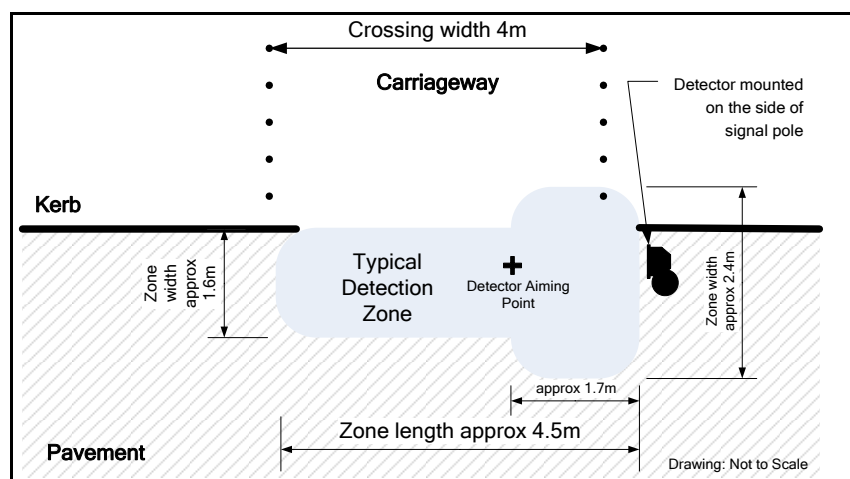 Crossing width 4m
Carriageway
Detector mounted
on the side of
signal pole
Kerb
Zone
width
approx
1.6m
Typical
Detection
Zone
Detector Aiming
Point
Zone width
approx 2.4m
approx 1.7m
Zone length approx 4.5m
Pavement
Drawing: Not to Scale